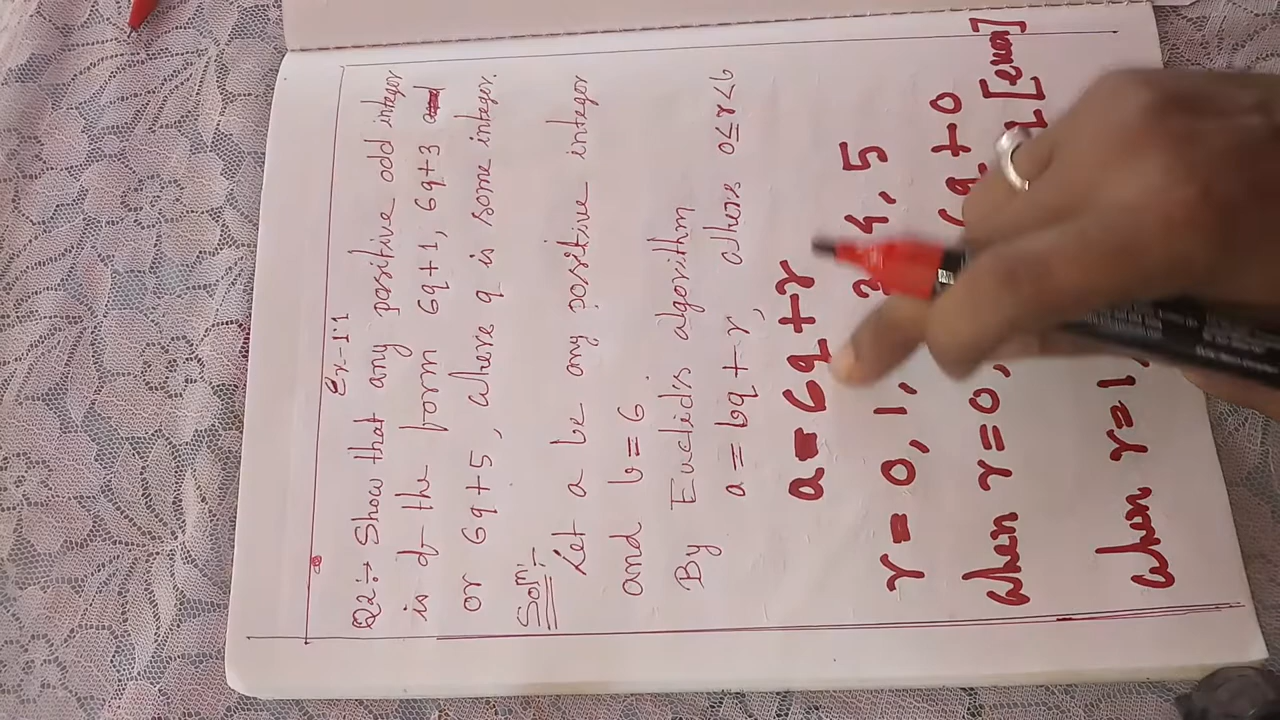 Ex-1.1
Q2:→ Show that any positive odd integer
is of the form 6q+1, 6q+3
or 6q+5, where q is some integer.
Soln:-
Let a be any positive integer
and b=6
By Euclid's algorithm
a=bq+r, where 0≤r<b
a=6q+r
r=0, 1, 3, 4, 5
When r=0, 6q+0
[even]
When r=1,